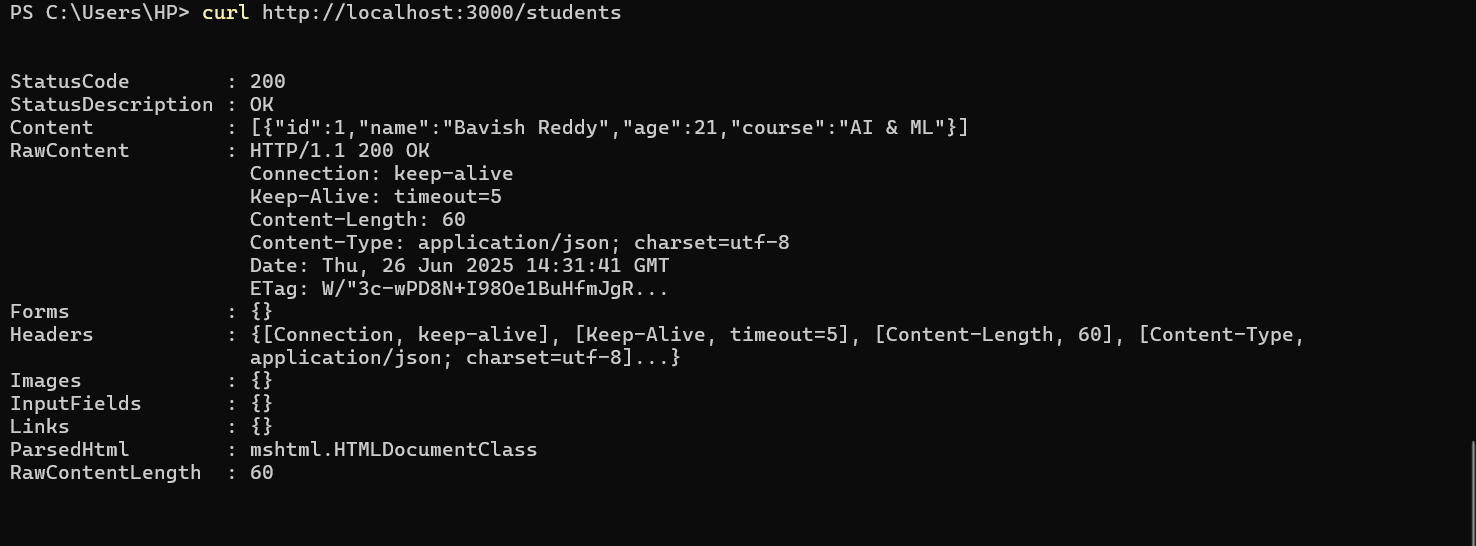 PS C:\Users\HP> curl http://localhost:3000/students
StatusCode        : 200
StatusDescription : OK
Content           : [{"id":1,"name":"Bavish Reddy","age":21,"course":"AI & ML"}]
RawContent        : HTTP/1.1 200 OK
                    Connection: keep-alive
                    Keep-Alive: timeout=5
                    Content-Length: 60
                    Content-Type: application/json; charset=utf-8
                    Date: Thu, 26 Jun 2025 14:31:41 GMT
                    ETag: W/"3c-wPD8N+I98Oe1BuHfmJgR...
Forms             : {}
Headers           : {[Connection, keep-alive], [Keep-Alive, timeout=5], [Content-Length, 60], [Content-Type,
                    application/json; charset=utf-8]...}
Images            : {}
InputFields       : {}
Links             : {}
ParsedHtml        : mshtml.HTMLDocumentClass
RawContentLength  : 60